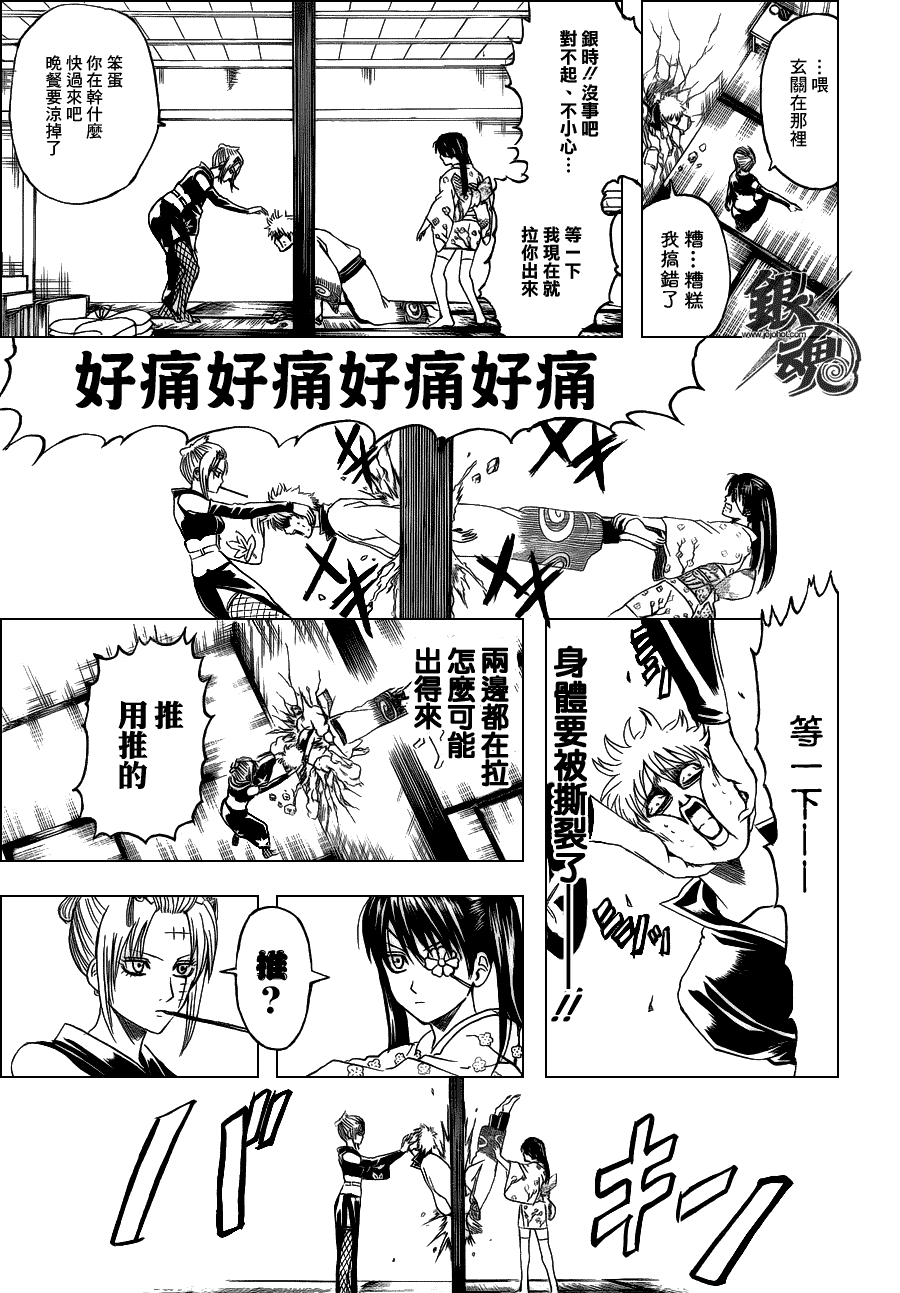 …喂
玄關在那裡
糟…糟糕
我搞錯了
銀時!!沒事吧
對不起、不小心…
等一下
我現在就
拉你出來
笨蛋
你在幹什麼
快過來吧
晚餐要涼掉了
銀魂
www.jojohot.com
好痛好痛好痛好痛
等一下——
身體要被撕裂了——!!
兩邊都在拉
怎麼可能
出得來
推
用推的
推?
バン
キーン